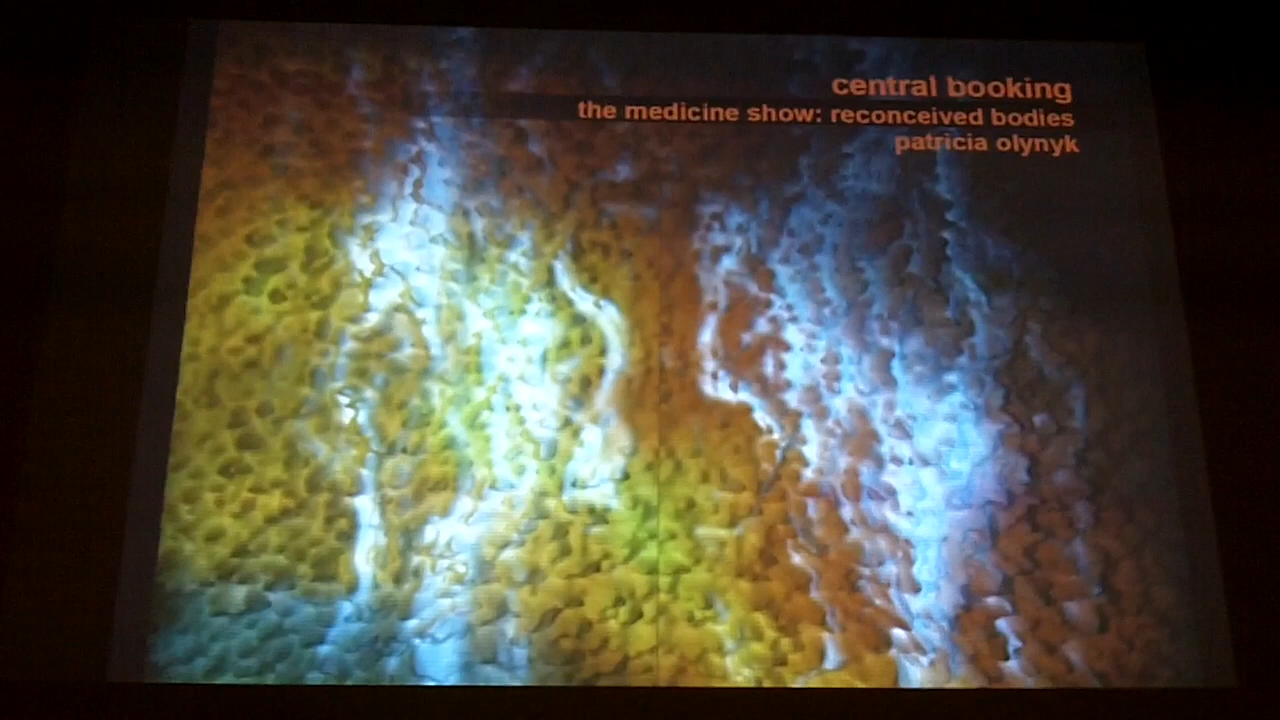 central booking
the medicine show: reconceived bodies
patricia olynyk